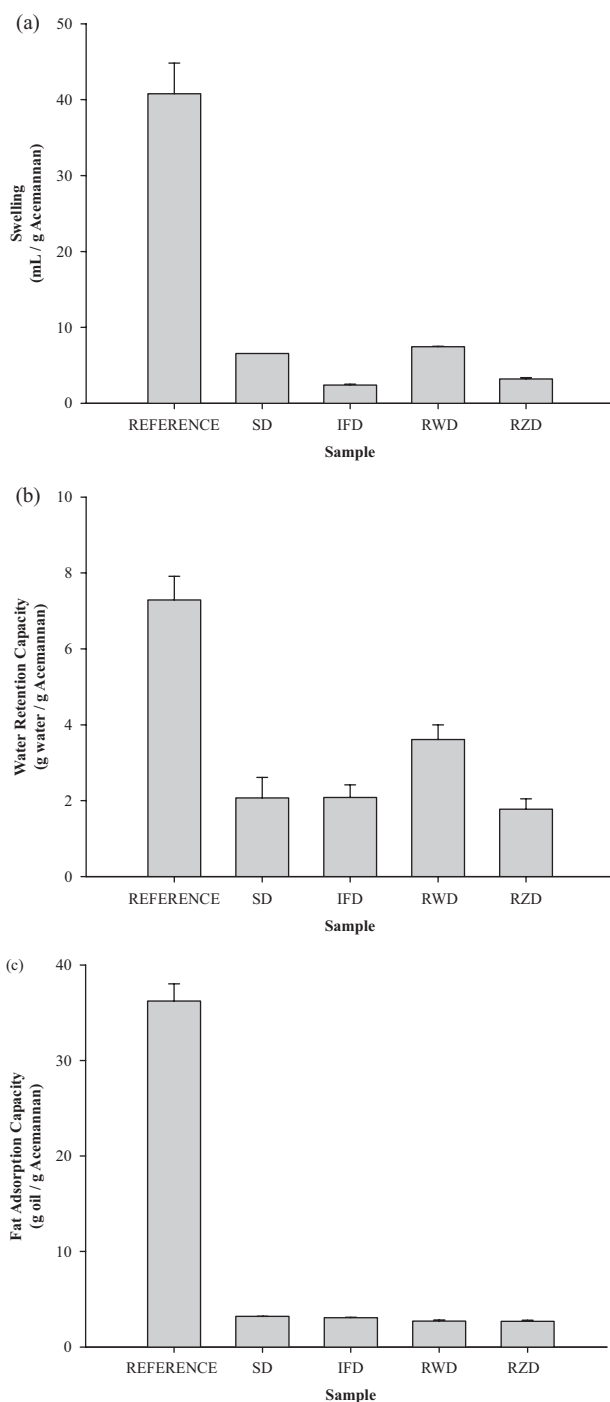 (a)
50
40
30
20
10
0
Swelling
(mL / g Acemannan)
REFERENCE SD IFD RWD RZD
Sample
(b)
10
8
6
4
2
0
Water Retention Capacity
(g water / g Acemannan)
REFERENCE SD IFD RWD RZD
Sample
(c)
40
30
20
10
0
Fat Adsorption Capacity
(g oil / g Acemannan)
REFERENCE SD IFD RWD RZD
Sample